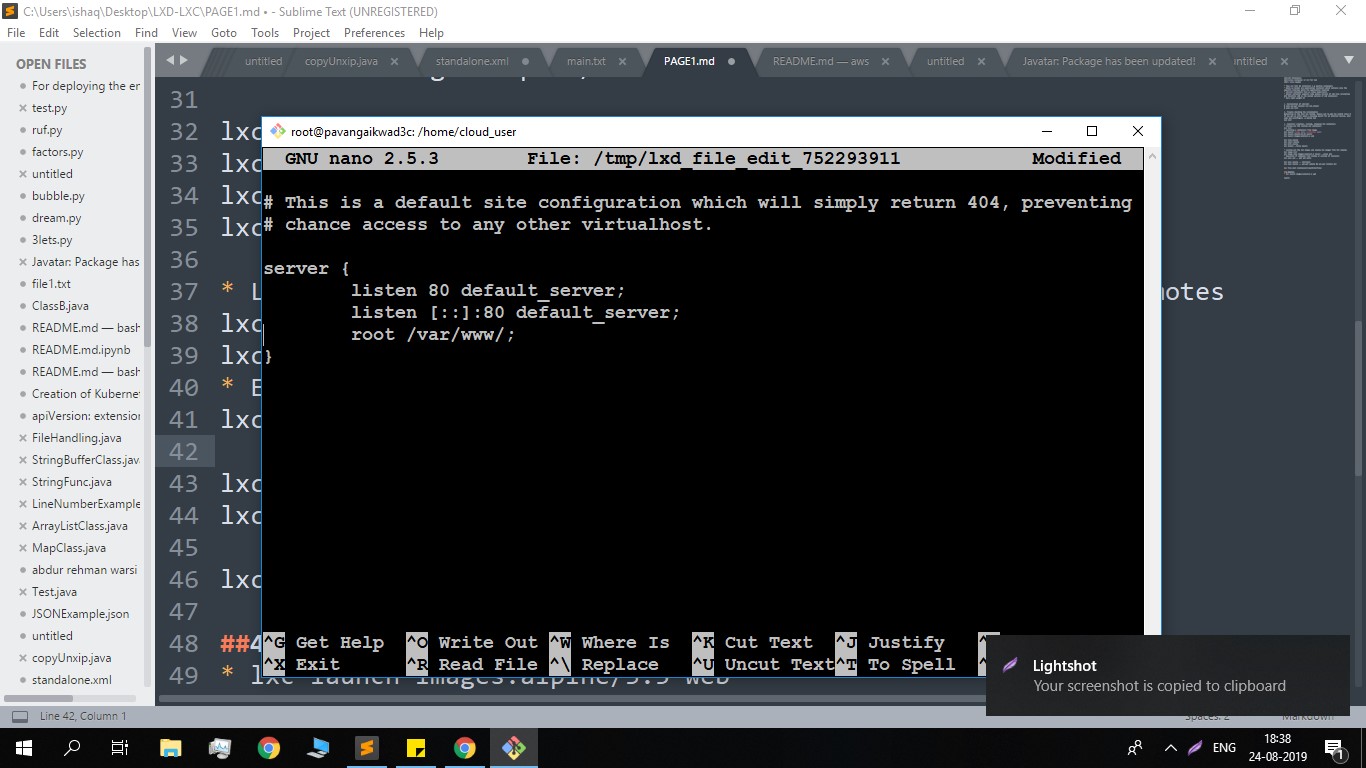 C:\Users\ishaq\Desktop\LXD-LXC\PAGE1.md • - Sublime Text (UNREGISTERED)
File Edit Selection Find View Goto Tools Project Preferences Help
untitled copyUnxip.java standalone.xml main.txt PAGE1.md README.md — aws untitled Javatar: Package has been updated! ntitled
OPEN FILES
For deploying the er
test.py
ruf.py
factors.py
untitled
bubble.py
dream.py
3lets.py
Javatar: Package has
file1.txt
ClassB.java
README.md — bash
README.md.ipynb
README.md — bash
Creation of Kubernet
apiVersion: extension
FileHandling.java
StringBufferClass.jav
StringFunc.java
LineNumberExample
ArrayListClass.java
MapClass.java
abdur rehman warsi
Test.java
JSONExample.json
untitled
copyUnxip.java
standalone.xml
31
32 lxc
33 lxc
34 lxc
35 lxc
36
37 * L notes
38 lxc
39 lxc
40 * E
41 lxc
42
43 lxc
44 lxc
45
46 lxc
47
48 ##4
49 * lxc launch images:alpine/3.5 web
root@pavangaikwad3c: /home/cloud_user
GNU nano 2.5.3 File: /tmp/lxd_file_edit_752293911 Modified
# This is a default site configuration which will simply return 404, preventing
# chance access to any other virtualhost.
server {
listen 80 default_server;
listen [::]:80 default_server;
root /var/www/;
}
^G Get Help ^O Write Out ^W Where Is ^K Cut Text ^J Justify
^X Exit ^R Read File ^\ Replace ^U Uncut Text ^T To Spell
Lightshot
Your screenshot is copied to clipboard
Line 42, Column 1 Spaces: 2 Markdown
ENG 18:38
24-08-2019
1